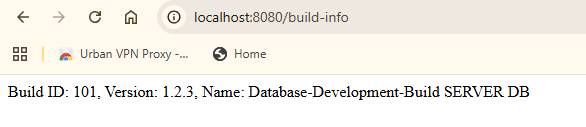 localhost:8080/build-info
Urban VPN Proxy -... Home
Build ID: 101, Version: 1.2.3, Name: Database-Development-Build SERVER DB